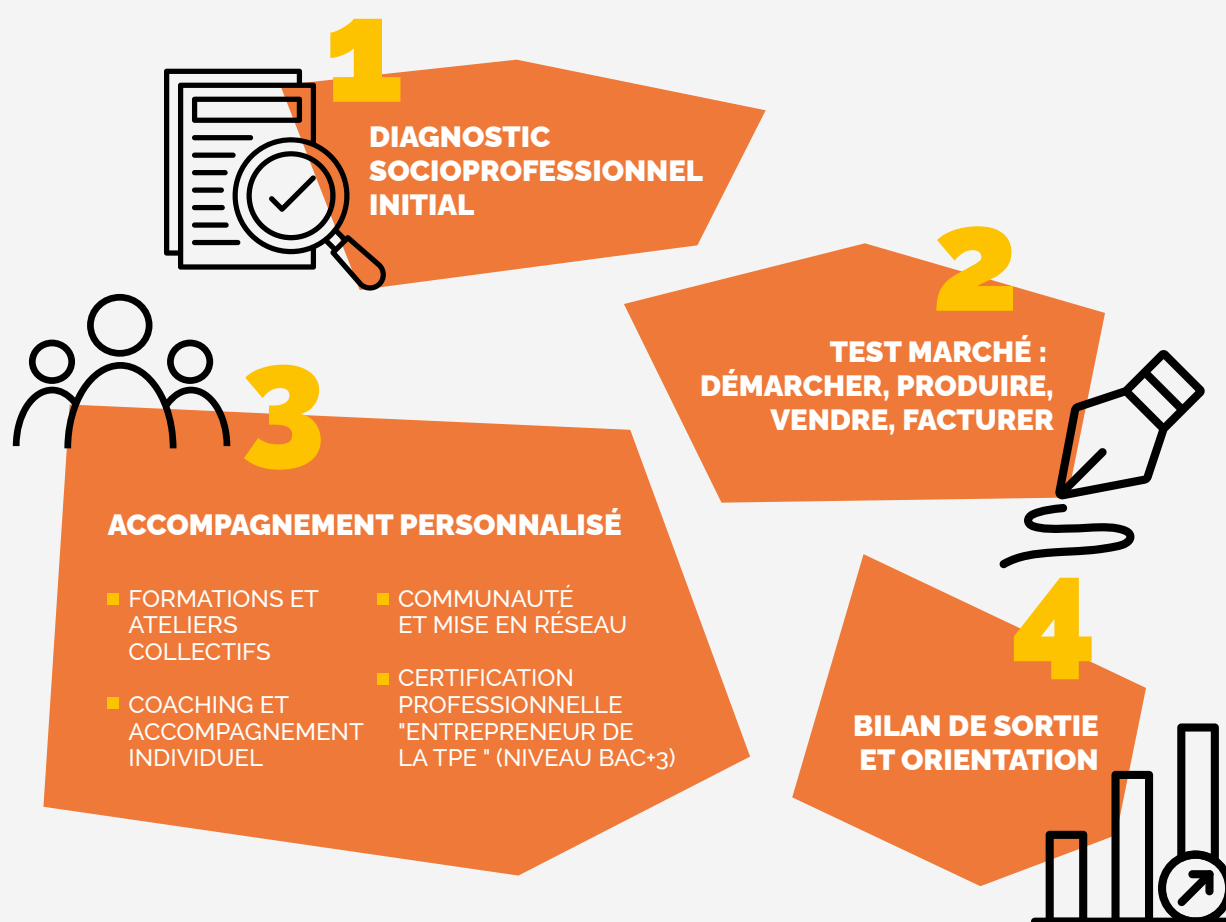 1
DIAGNOSTIC
SOCIOPROFESSIONNEL
INITIAL
2
TEST MARCHÉ :
DÉMARCHER, PRODUIRE,
VENDRE, FACTURER
3
ACCOMPAGNEMENT PERSONNALISÉ
FORMATIONS ET
ATELIERS
COLLECTIFS
COACHING ET
ACCOMPAGNEMENT
INDIVIDUEL
COMMUNAUTÉ
ET MISE EN RÉSEAU
CERTIFICATION
PROFESSIONNELLE
"ENTREPRENEUR DE
LA TPE " (NIVEAU BAC+3)
4
BILAN DE SORTIE
ET ORIENTATION